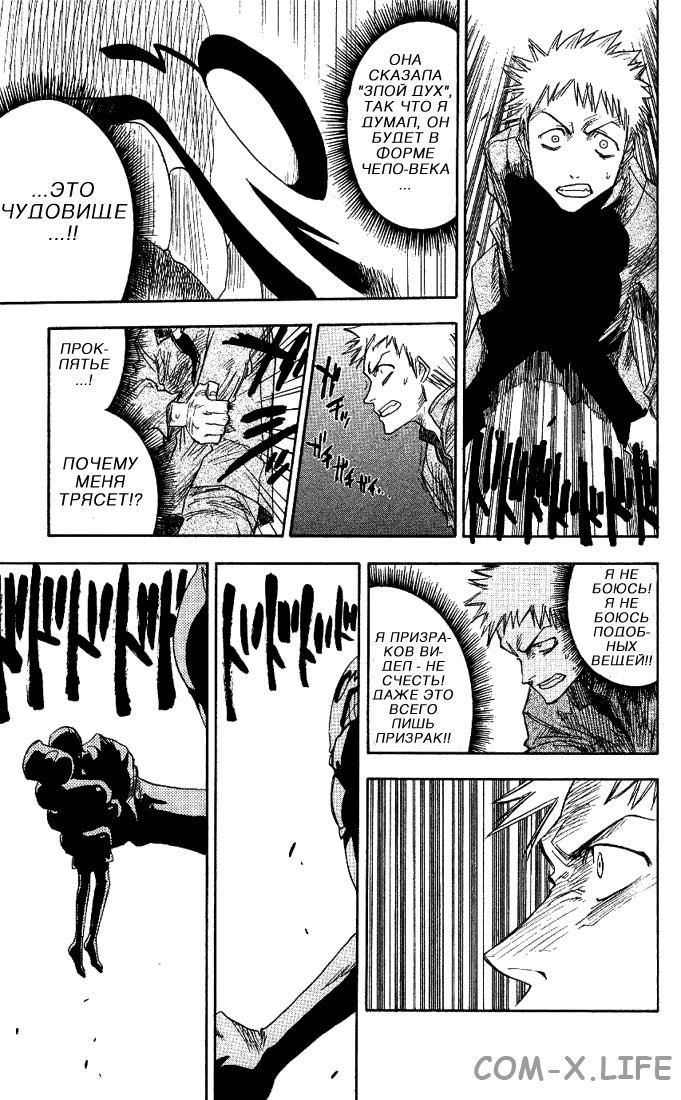 ОНА
СКАЗАПА
"ЗПОЙ ДУХ",
ТАК ЧТО Я
ДУМАП, ОН
БУДЕТ В
ФОРМЕ
ЧЕПО-ВЕКА
...
...ЭТО
ЧУДОВИЩЕ
...!!
ПРОК-
ПЯТЬЕ
...!
ПОЧЕМУ
МЕНЯ
ТРЯСЕТ!?
Я НЕ
БОЮСЬ!
Я НЕ
БОЮСЬ
ПОДОБ-
НЫХ
ВЕЩЕЙ!!
Я ПРИЗРА-
КОВ ВИ-
ДЕП - НЕ
СЧЕСТЬ!
ДАЖЕ ЭТО
ВСЕГО
ПИШЬ
ПРИЗРАК!!
COM-X.LIFE